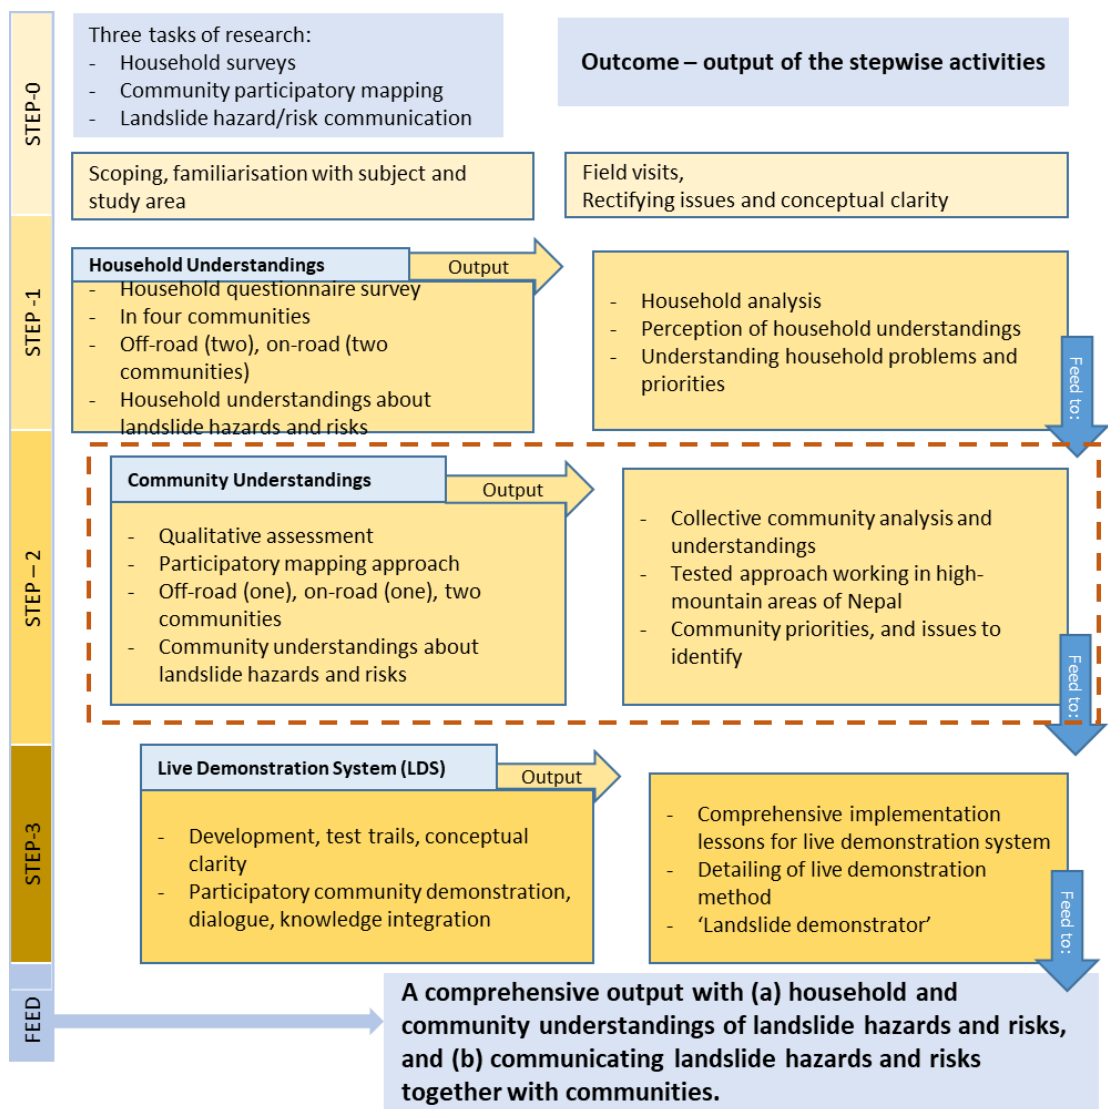 STEP-0
Three tasks of research:
- Household surveys
- Community participatory mapping
- Landslide hazard/risk communication
Outcome – output of the stepwise activities
Scoping, familiarisation with subject and
study area
Field visits,
Rectifying issues and conceptual clarity
STEP -1
Household Understandings
Output
- Household questionnaire survey
- In four communities
- Off-road (two), on-road (two
communities)
- Household understandings about
landslide hazards and risks
- Household analysis
- Perception of household understandings
- Understanding household problems and
priorities
Feed to:
STEP – 2
Community Understandings
Output
- Qualitative assessment
- Participatory mapping approach
- Off-road (one), on-road (one), two
communities
- Community understandings about
landslide hazards and risks
- Collective community analysis and
understandings
- Tested approach working in high-
mountain areas of Nepal
- Community priorities, and issues to
identify
Feed to:
STEP-3
Live Demonstration System (LDS)
Output
- Development, test trails, conceptual
clarity
- Participatory community demonstration,
dialogue, knowledge integration
- Comprehensive implementation
lessons for live demonstration system
- Detailing of live demonstration
method
- ‘Landslide demonstrator’
Feed to:
FEED
A comprehensive output with (a) household and
community understandings of landslide hazards and risks,
and (b) communicating landslide hazards and risks
together with communities.